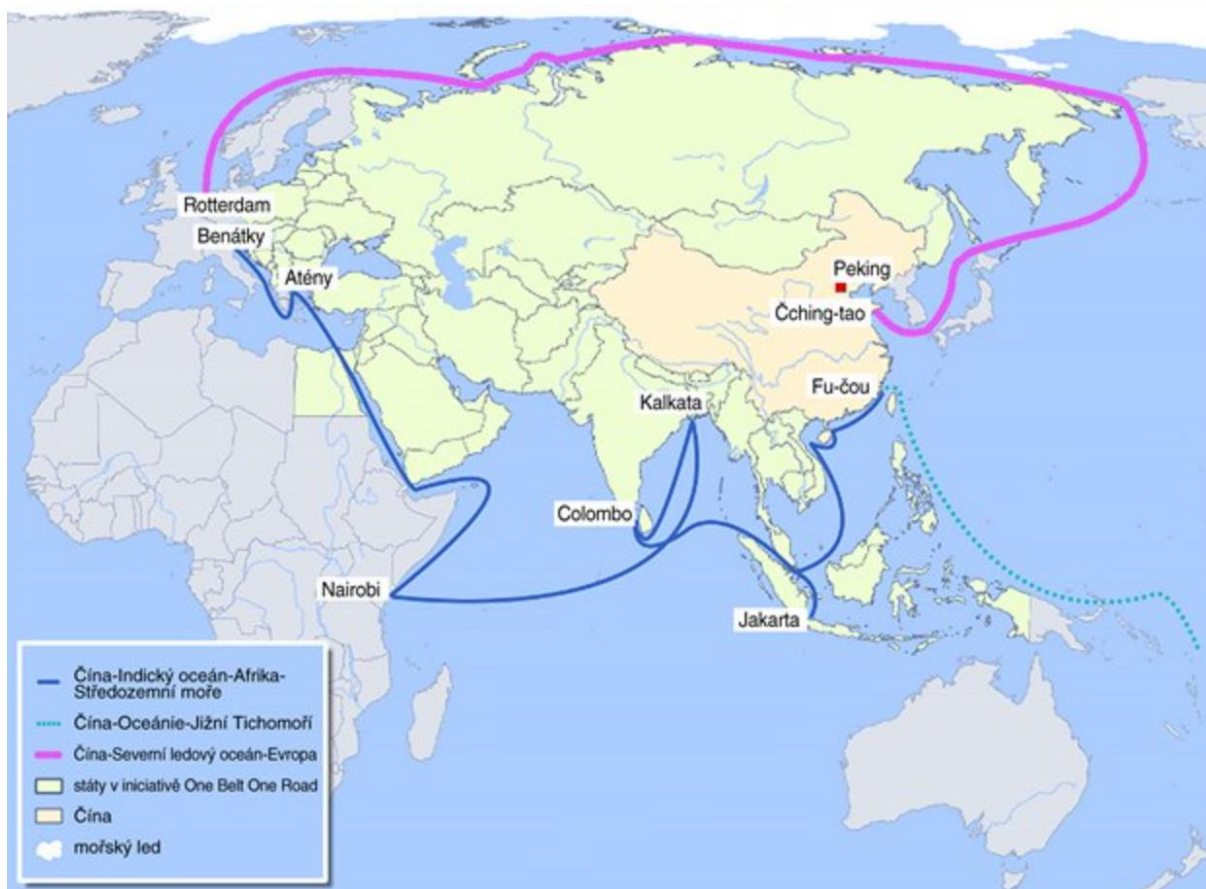 Rotterdam
Benátky
Atény
Peking
Čching-tao
Fu-čou
Kalkata
Colombo
Nairobi
Jakarta
Čína-Indický oceán-Afrika-
Středozemní moře
Čína-Oceánie-Jižní Tichomoří
Čína-Severní ledový oceán-Evropa
státy v iniciativě One Belt One Road
Čína
mořský led